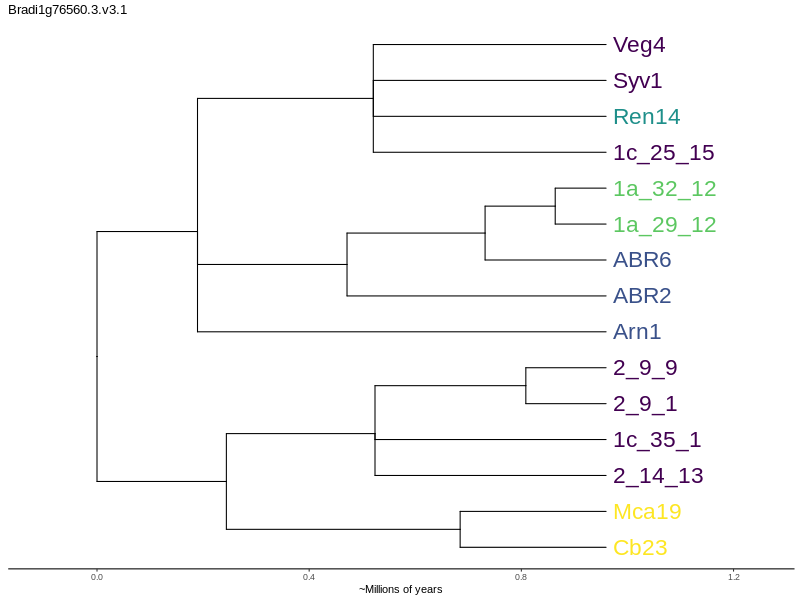 Bradi1g76560.3.v3.1
Veg4
Syv1
Ren14
1c_25_15
1a_32_12
1a_29_12
ABR6
ABR2
Arn1
2_9_9
2_9_1
1c_35_1
2_14_13
Mca19
Cb23
0.0 0.4 0.8 1.2
~Millions of years